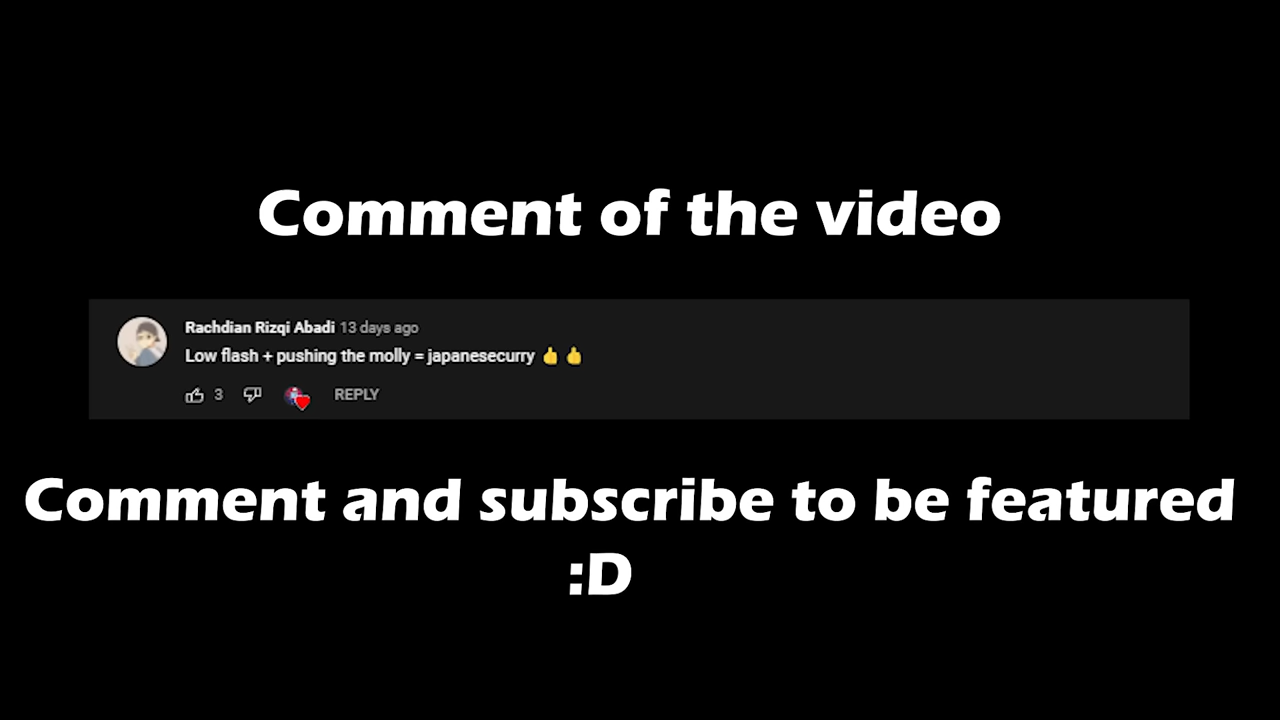 Comment of the video
Rachdian Rizqi Abadi 13 days ago
Low flash + pushing the molly = japanesecurry 👍 👍
3 REPLY
Comment and subscribe to be featured
:D